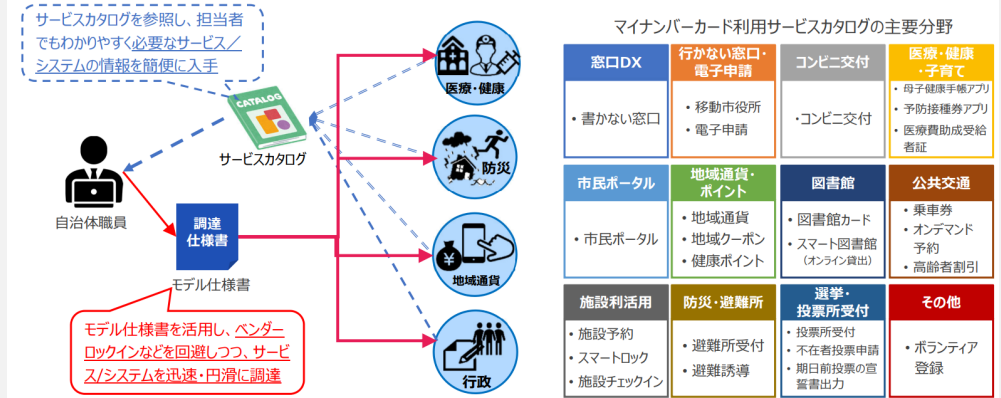 サービスカタログを参照し、担当者
でもわかりやすく必要なサービス／
システムの情報を簡便に入手
CATALOG
サービスカタログ
自治体職員
調達
仕様書
モデル仕様書
モデル仕様書を活用し、ベンダー
ロックインなどを回避しつつ、サービ
ス/システムを迅速・円滑に調達
医療・健康
防災
地域通貨
行政
マイナンバーカード利用サービスカタログの主要分野
窓口DX
・書かない窓口
行かない窓口・
電子申請
・移動市役所
・電子申請
コンビニ交付
・コンビニ交付
医療・健康
・子育て
・母子健康手帳アプリ
・予防接種券アプリ
・医療費助成受給
者証
市民ポータル
・市民ポータル
地域通貨・
ポイント
・地域通貨
・地域クーポン
・健康ポイント
図書館
・図書館カード
・スマート図書館
（オンライン貸出）
公共交通
・乗車券
・オンデマンド
予約
・高齢者割引
施設利活用
・施設予約
・スマートロック
・施設チェックイン
防災・避難所
・避難所受付
・避難誘導
選挙・
投票所受付
・投票所受付
・不在者投票申請
・期日前投票の宣
誓書出力
その他
・ボランティア
登録